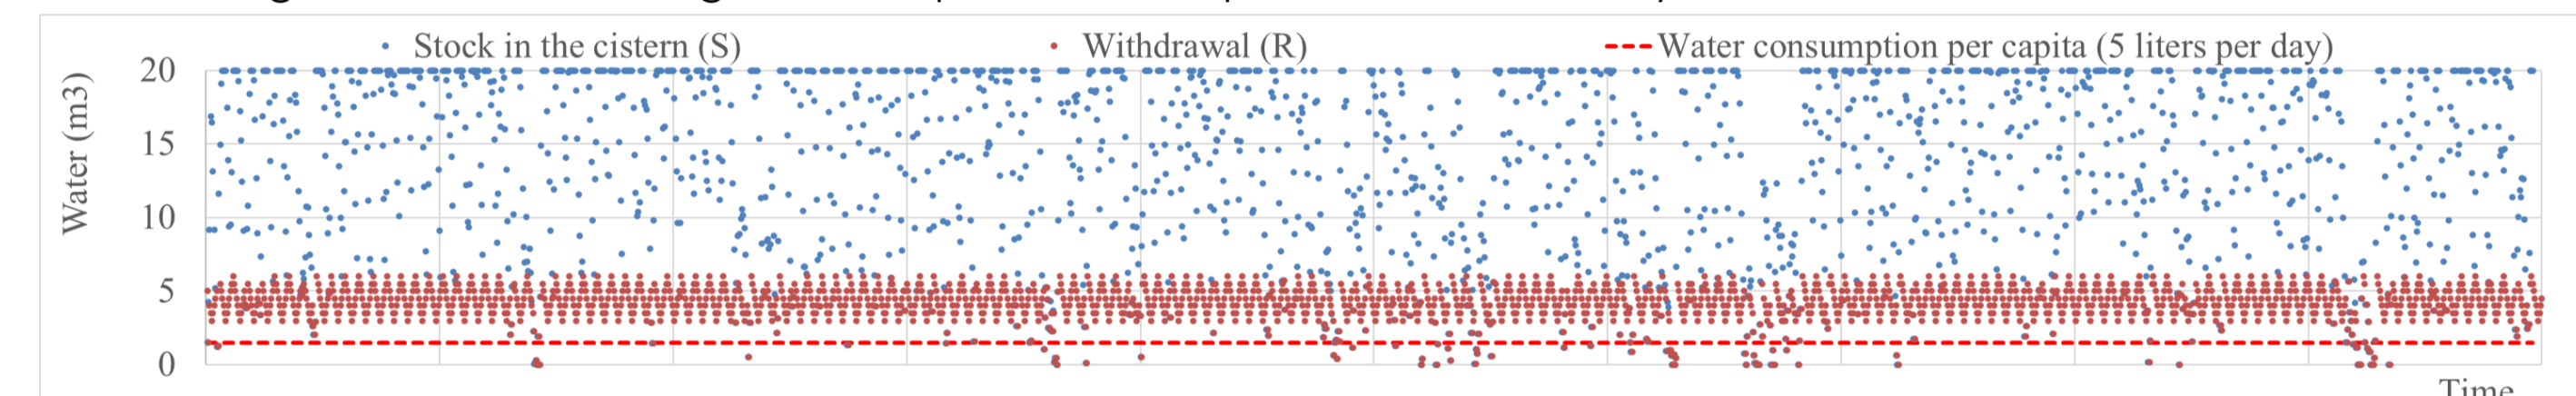 Stock in the cistern (S) Withdrawal (R) Water consumption per capita (5 liters per day)
Water (m3)
20
15
10
5
0
Time